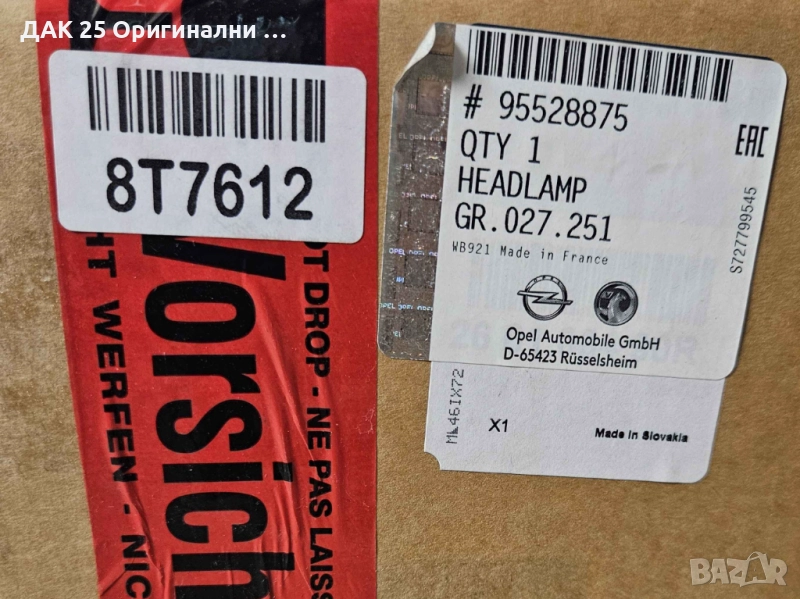 ДАК 25 Оригинални ...
8T7612
Vorsich
HT WERFEN - NIC
OT DROP - NE PAS LAISS
# 95528875
QTY 1
HEADLAMP
GR.027.251
WB921 Made in France
EAC
S727799545
Opel Automobile GmbH
D-65423 Rüsselsheim
X1
Made in Slovakia
BAZAR